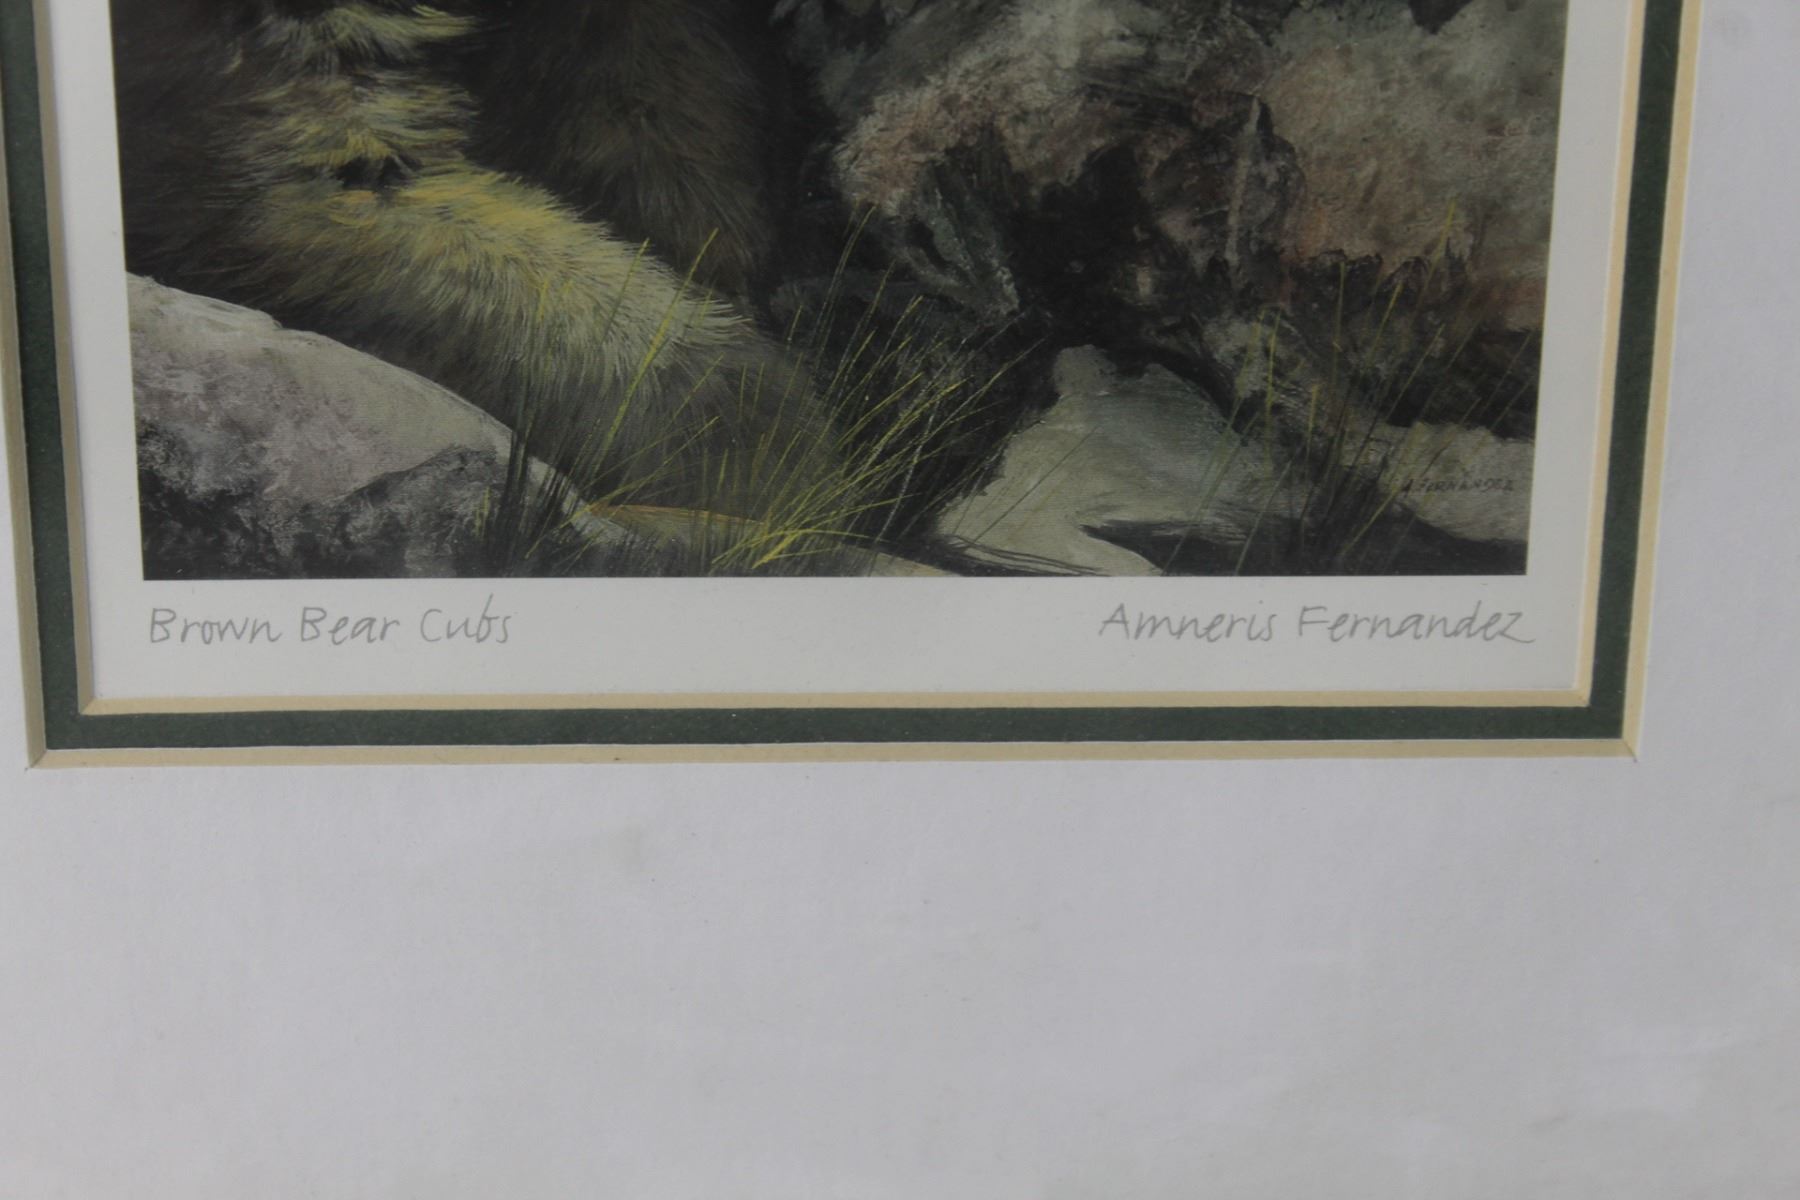 A. FERNANDEZ
Brown Bear Cubs Amneris Fernandez